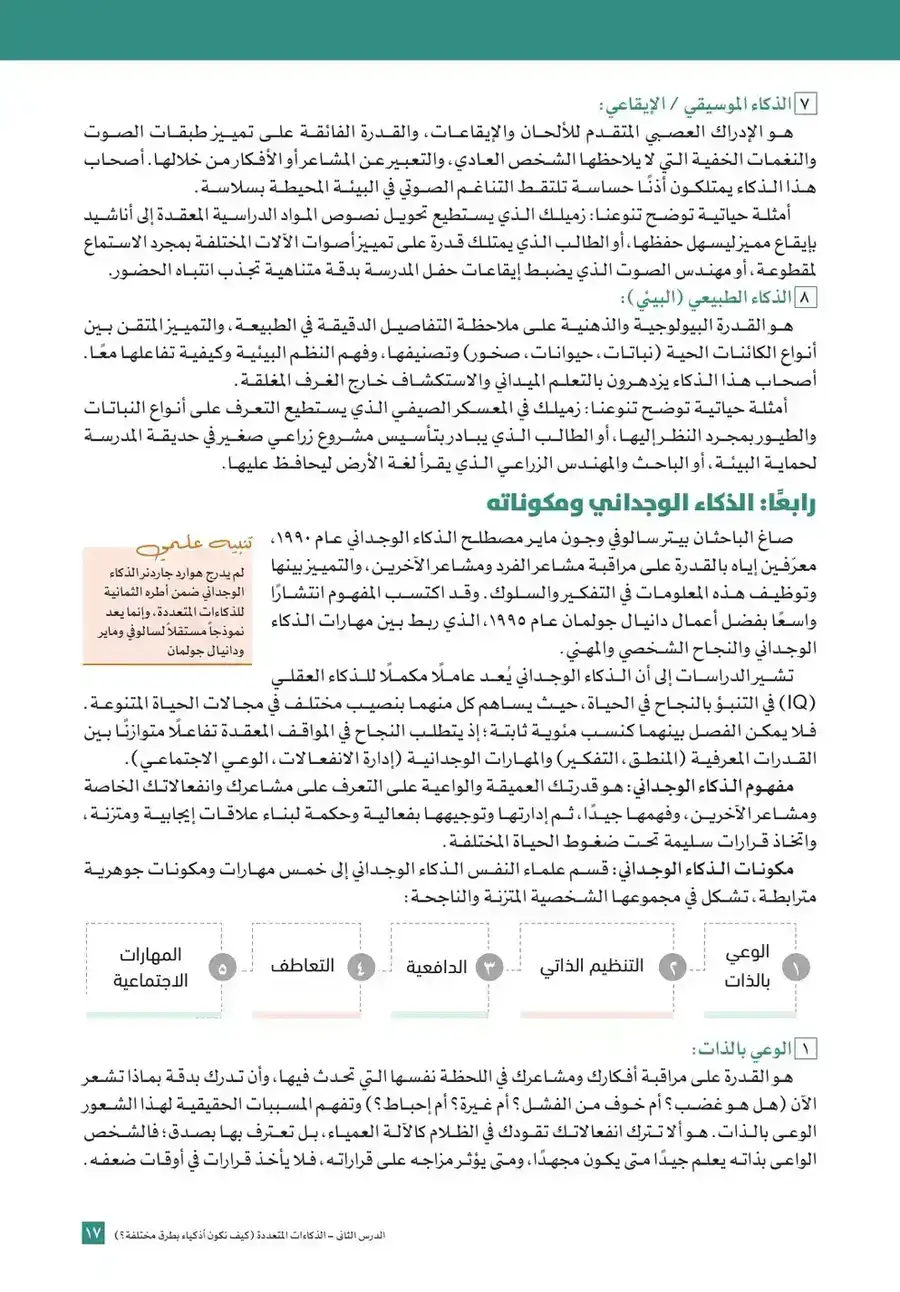 ٧ الذكاء الموسيقي / الإيقاعي:
هو الإدراك العصبي المتقدم للألحان والإيقاعات، والقدرة الفائقة على تمييز طبقات الصوت
والنغمات الخفية التي لا يلاحظها الشخص العادي، والتعبير عن المشاعر أو الأفكار من خلالها. أصحاب
هذا الذكاء يمتلكون أذنًا حساسة تلتقط التناغم الصوتي في البيئة المحيطة بسلاسة.
أمثلة حياتية توضح تنوعنا: زميلك الذي يستطيع تحويل نصوص المواد الدراسية المعقدة إلى أناشيد
بإيقاع مميز ليسهل حفظها، أو الطالب الذي يمتلك قدرة على تمييز أصوات الآلات المختلفة بمجرد الاستماع
لمقطوعة، أو مهندس الصوت الذي يضبط إيقاعات حفل المدرسة بدقة متناهية تجذب انتباه الحضور.
٨ الذكاء الطبيعي (البيئي):
هو القدرة البيولوجية والذهنية على ملاحظة التفاصيل الدقيقة في الطبيعة، والتمييز المتقن بين
أنواع الكائنات الحية (نباتات، حيوانات، صخور) وتصنيفها، وفهم النظم البيئية وكيفية تفاعلها معًا.
أصحاب هذا الذكاء يزدهرون بالتعلم الميداني والاستكشاف خارج الغرف المغلقة.
أمثلة حياتية توضح تنوعنا: زميلك في المعسكر الصيفي الذي يستطيع التعرف على أنواع النباتات
والطيور بمجرد النظر إليها، أو الطالب الذي يبادر بتأسيس مشروع زراعي صغير في حديقة المدرسة
لحماية البيئة، أو الباحث والمهندس الزراعي الذي يقرأ لغة الأرض ليحافظ عليها.
رابعًا: الذكاء الوجداني ومكوناته
صاغ الباحثان بيتر سالوفي وجون ماير مصطلح الذكاء الوجداني عام ١٩٩٠،
معرّفين إياه بالقدرة على مراقبة مشاعر الفرد ومشاعر الآخرين، والتمييز بينها
وتوظيف هذه المعلومات في التفكير والسلوك. وقد اكتسب المفهوم انتشارًا
واسعًا بفضل أعمال دانيال جولمان عام ١٩٩٥، الذي ربط بين مهارات الذكاء
الوجداني والنجاح الشخصي والمهني.
تنبيه علمي
لم يدرج هوارد جاردنر الذكاء
الوجداني ضمن أطره الثمانية
للذكاءات المتعددة، وإنما يعد
نموذجاً مستقلاً لسالوفي وماير
ودانيال جولمان
تشير الدراسات إلى أن الذكاء الوجداني يُعد عاملًا مكملًا للذكاء العقلي
(IQ) في التنبؤ بالنجاح في الحياة، حيث يساهم كل منهما بنصيب مختلف في مجالات الحياة المتنوعة.
فلا يمكن الفصل بينهما كنسب مئوية ثابتة؛ إذ يتطلب النجاح في المواقف المعقدة تفاعلًا متوازنًا بين
القدرات المعرفية (المنطق، التفكير) والمهارات الوجدانية (إدارة الانفعالات، الوعي الاجتماعي).
مفهوم الذكاء الوجداني: هو قدرتك العميقة والواعية على التعرف على مشاعرك وانفعالاتك الخاصة
ومشاعر الآخرين، وفهمها جيدًا، ثم إدارتها وتوجيهها بفعالية وحكمة لبناء علاقات إيجابية ومتزنة،
واتخاذ قرارات سليمة تحت ضغوط الحياة المختلفة.
مكونات الذكاء الوجداني: قسم علماء النفس الذكاء الوجداني إلى خمس مهارات ومكونات جوهرية
مترابطة، تشكل في مجموعها الشخصية المتزنة والناجحة:
١ الوعي
بالذات
٢ التنظيم الذاتي
٣ الدافعية
٤ التعاطف
٥ المهارات
الاجتماعية
١ الوعي بالذات:
هو القدرة على مراقبة أفكارك ومشاعرك في اللحظة نفسها التي تحدث فيها، وأن تدرك بدقة بماذا تشعر
الآن (هل هو غضب؟ أم خوف من الفشل؟ أم غيرة؟ أم إحباط؟) وتفهم المسببات الحقيقية لهذا الشعور
الوعى بالذات. هو ألا تترك انفعالاتك تقودك في الظلام كالآلة العمياء، بل تعترف بها بصدق؛ فالشخص
الواعى بذاته يعلم جيدًا متى يكون مجهدًا، ومتى يؤثر مزاجه على قراراته، فلا يأخذ قرارات في أوقات ضعفه.
الدرس الثانى – الذكاءات المتعددة (كيف نكون أذكياء بطرق مختلفة؟) ١٧